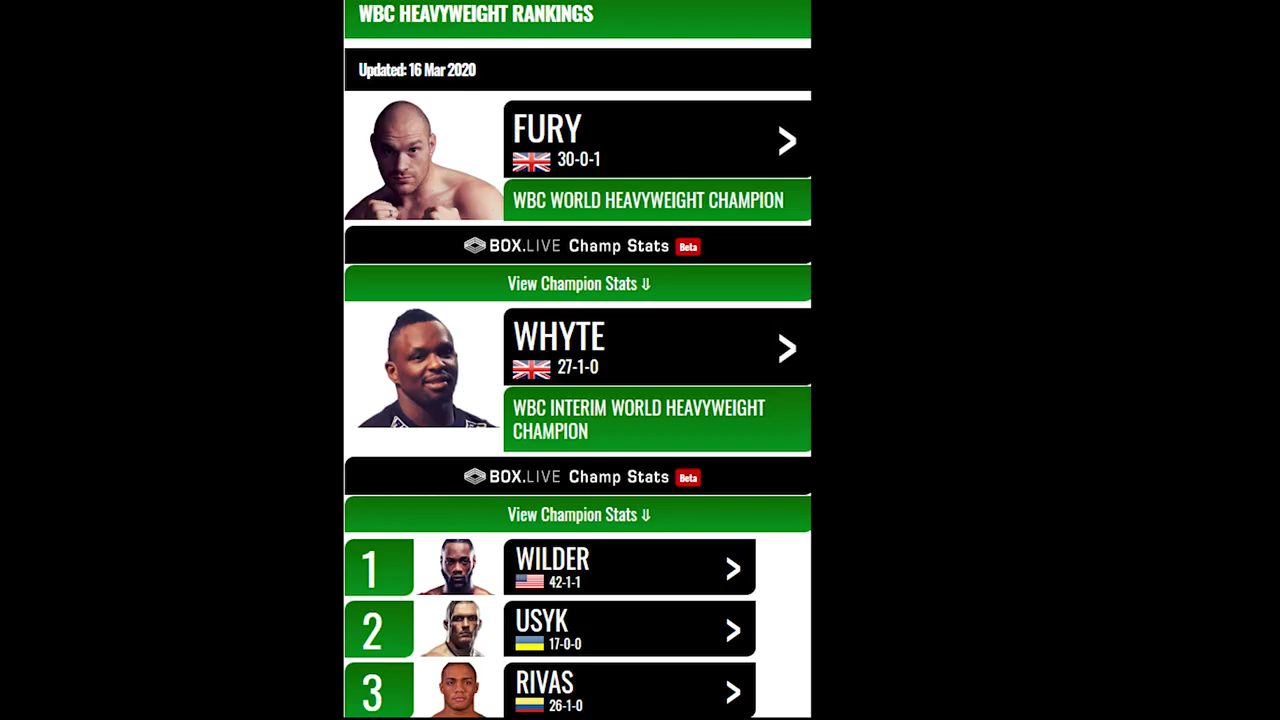 WBC HEAVYWEIGHT RANKINGS
Updated: 16 Mar 2020
FURY
30-0-1
WBC WORLD HEAVYWEIGHT CHAMPION
BOX.LIVE Champ Stats Beta
View Champion Stats ⇓
WHYTE
27-1-0
WBC INTERIM WORLD HEAVYWEIGHT
CHAMPION
BOX.LIVE Champ Stats Beta
View Champion Stats ⇓
1 WILDER
42-1-1
2 USYK
17-0-0
3 RIVAS
26-1-0